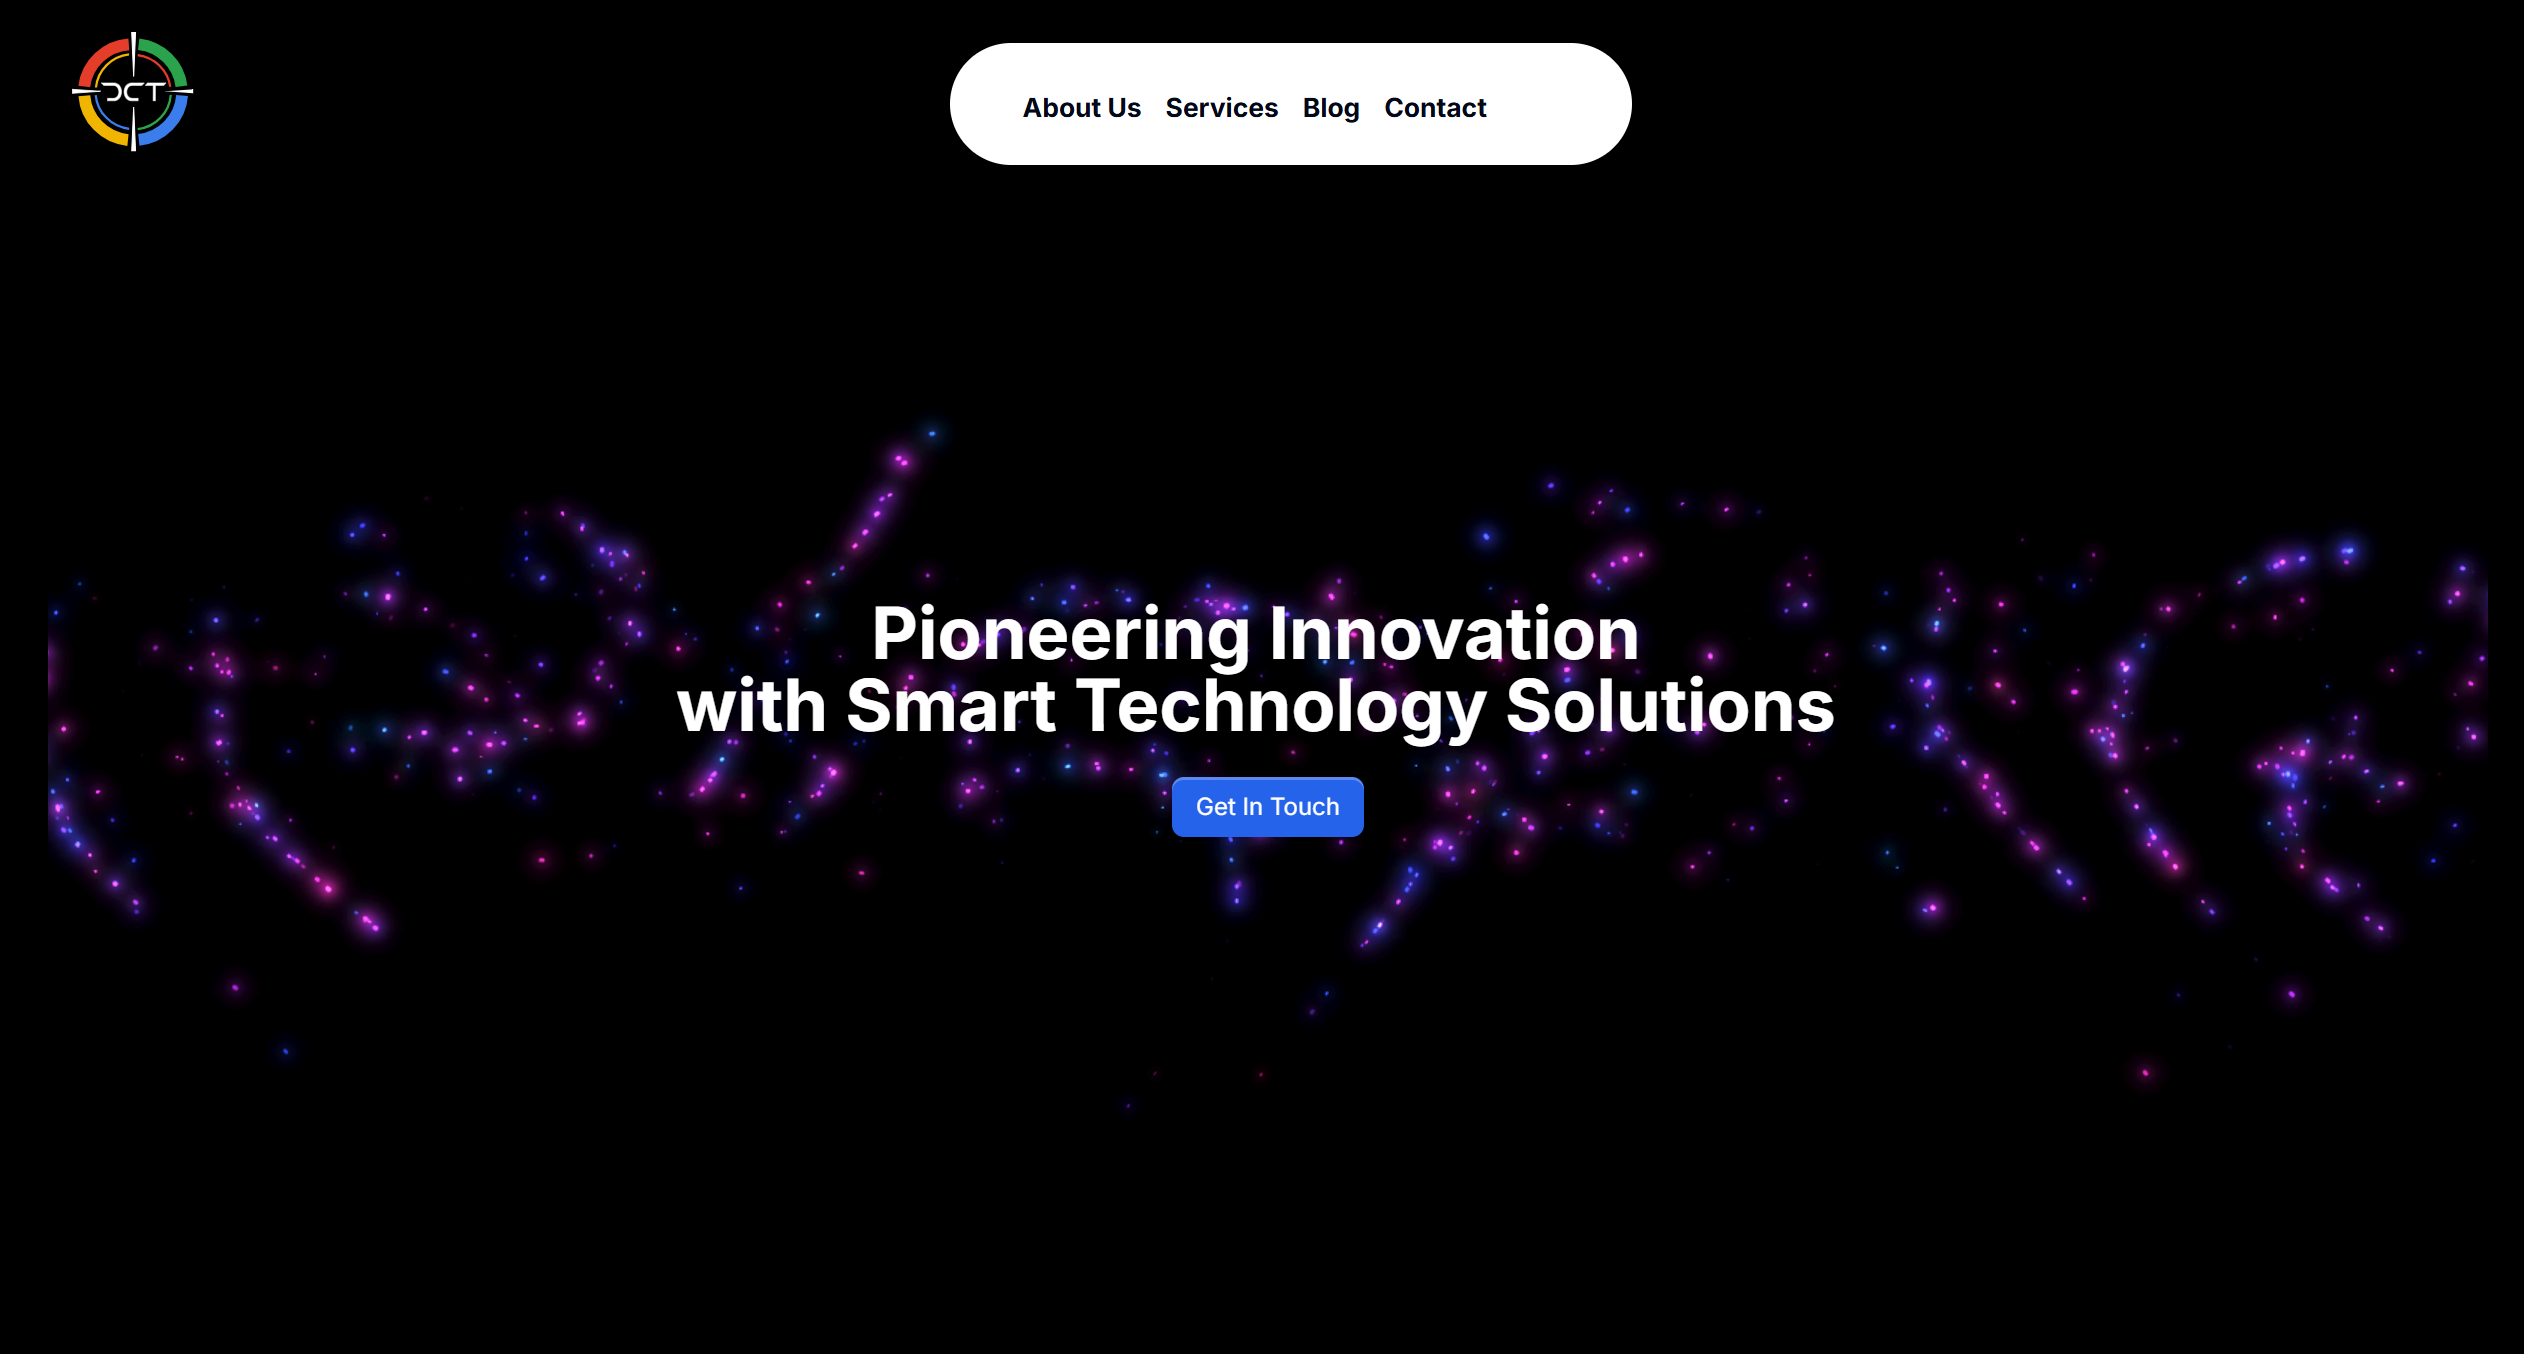 DCT
About Us Services Blog Contact
Pioneering Innovation
with Smart Technology Solutions
Get In Touch